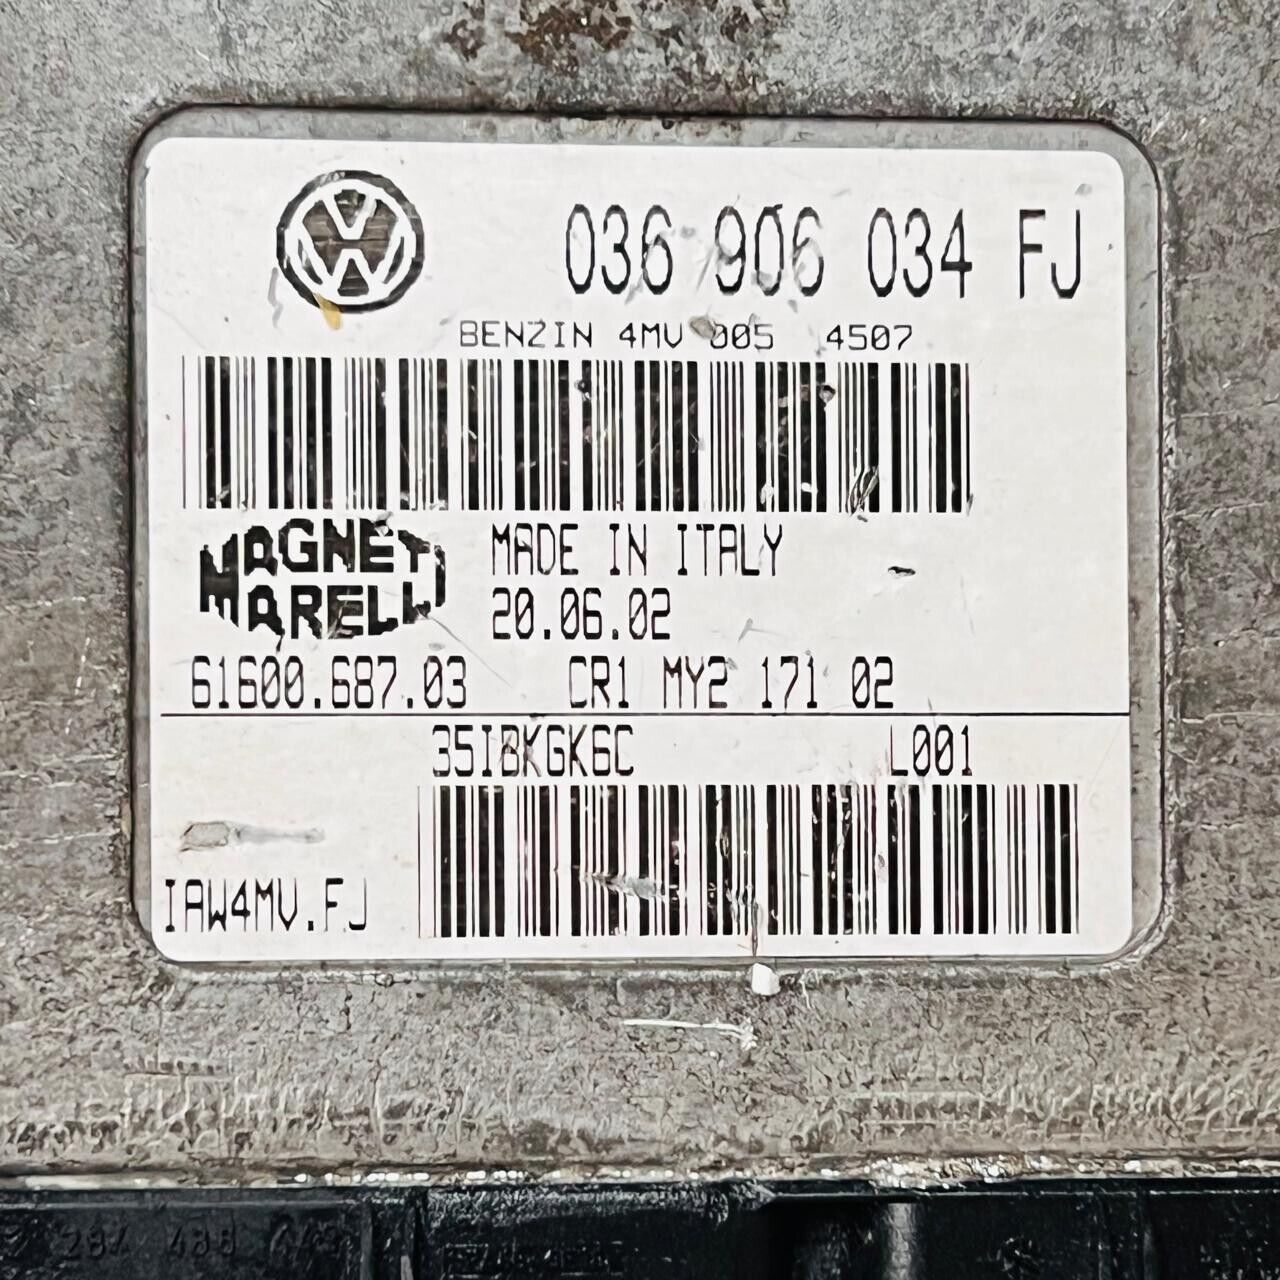 036 906 034 FJ
BENZIN 4MV 005 4507
MAGNETI
MARELLI
MADE IN ITALY
20.06.02
61600.687.03 CR1 MY2 171 02
35IBKGK6C L001
IAW4MV.FJ